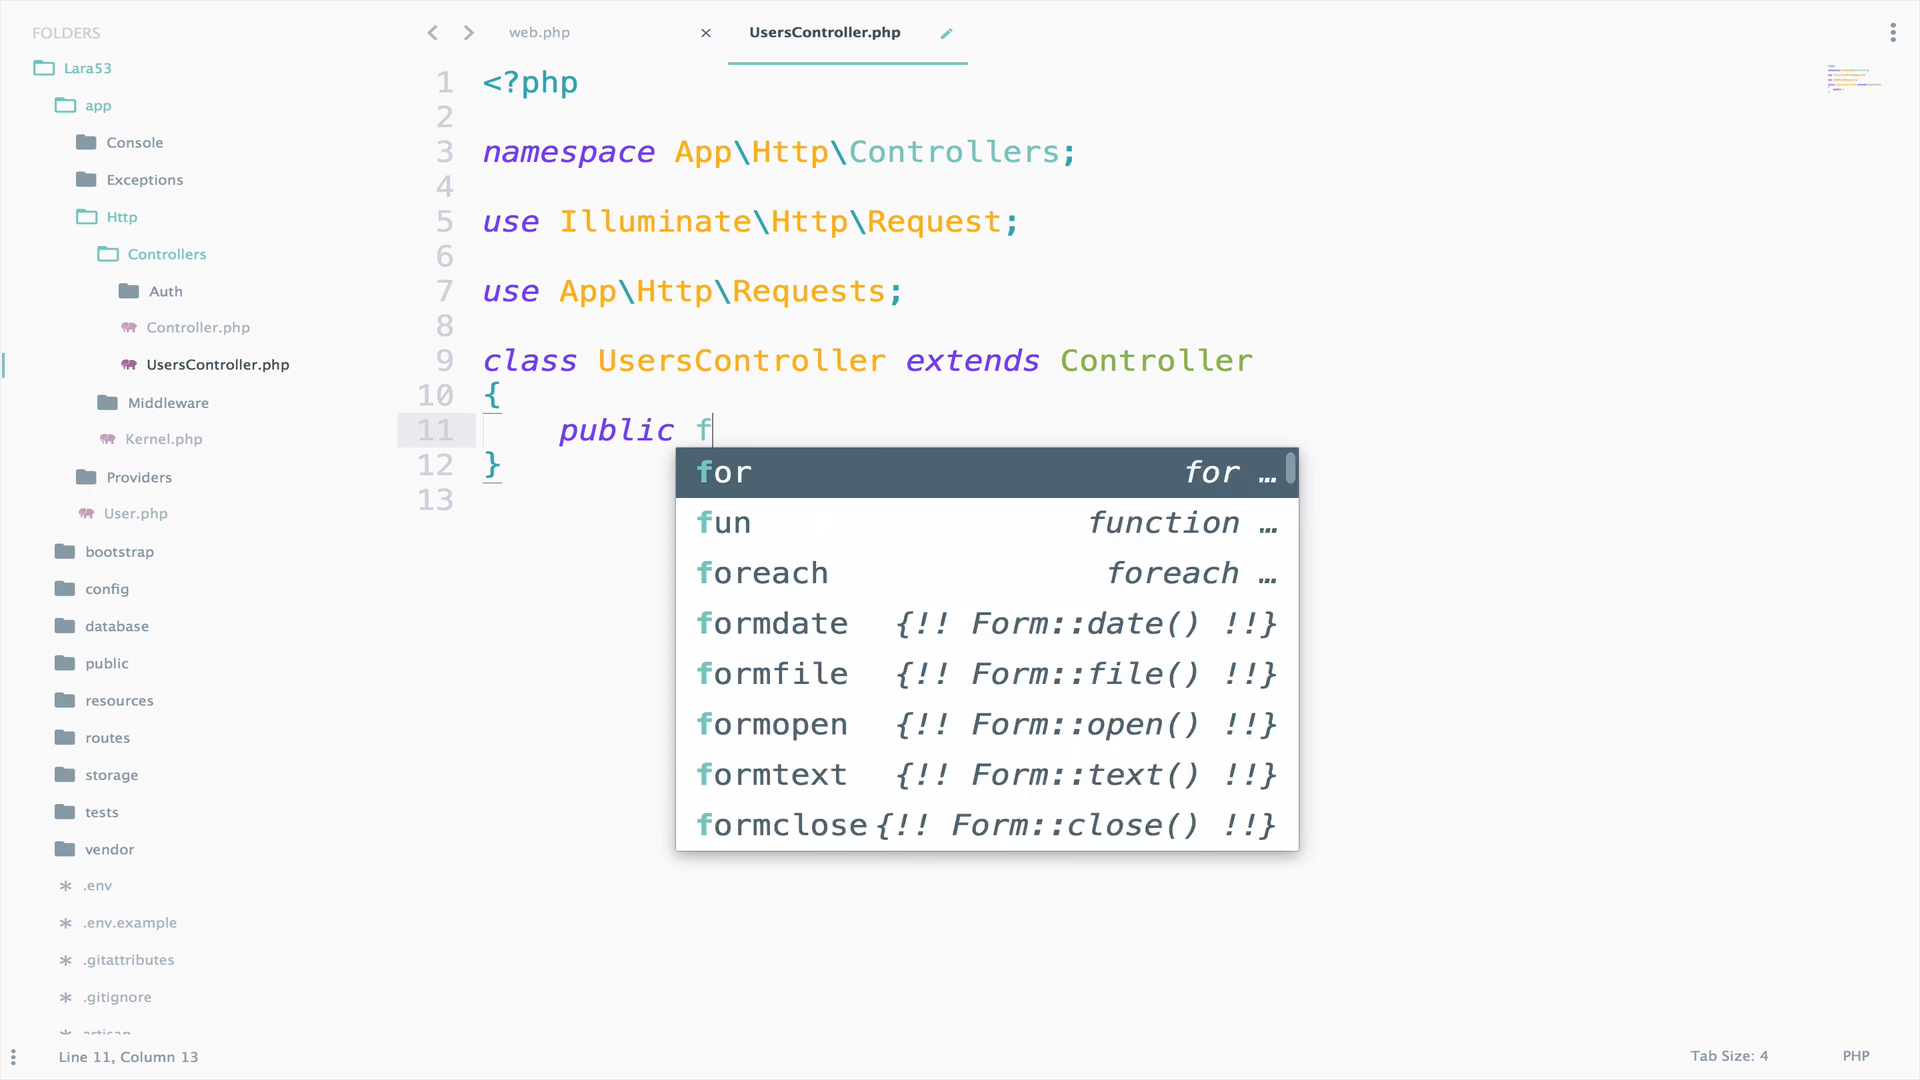 FOLDERS
Lara53
app
Console
Exceptions
Http
Controllers
Auth
Controller.php
UsersController.php
Middleware
Kernel.php
Providers
User.php
bootstrap
config
database
public
resources
routes
storage
tests
vendor
.env
.env.example
.gitattributes
.gitignore
artisan
web.php
UsersController.php
1 <?php
2
3 namespace App\Http\Controllers;
4
5 use Illuminate\Http\Request;
6
7 use App\Http\Requests;
8
9 class UsersController extends Controller
10 {
11 public f
12 }
13
for for …
fun function …
foreach foreach …
formdate {!! Form::date() !!}
formfile {!! Form::file() !!}
formopen {!! Form::open() !!}
formtext {!! Form::text() !!}
formclose {!! Form::close() !!}
Line 11, Column 13
Tab Size: 4
PHP